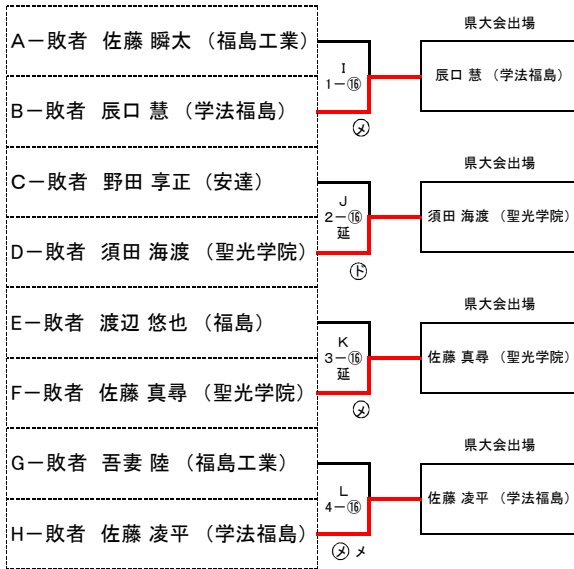 県大会出場
A－敗者 佐藤 瞬太 （福島工業）
I
1－⑯
辰口 慧 （学法福島）
B－敗者 辰口 慧 （学法福島）
㋱
県大会出場
C－敗者 野田 享正 （安達）
J
2－⑯
延
須田 海渡 （聖光学院）
D－敗者 須田 海渡 （聖光学院）
ド
県大会出場
E－敗者 渡辺 悠也 （福島）
K
3－⑯
延
佐藤 真尋 （聖光学院）
F－敗者 佐藤 真尋 （聖光学院）
㋱
県大会出場
G－敗者 吾妻 陸 （福島工業）
L
4－⑯
佐藤 凌平 （学法福島）
H－敗者 佐藤 凌平 （学法福島）
㋱ メ